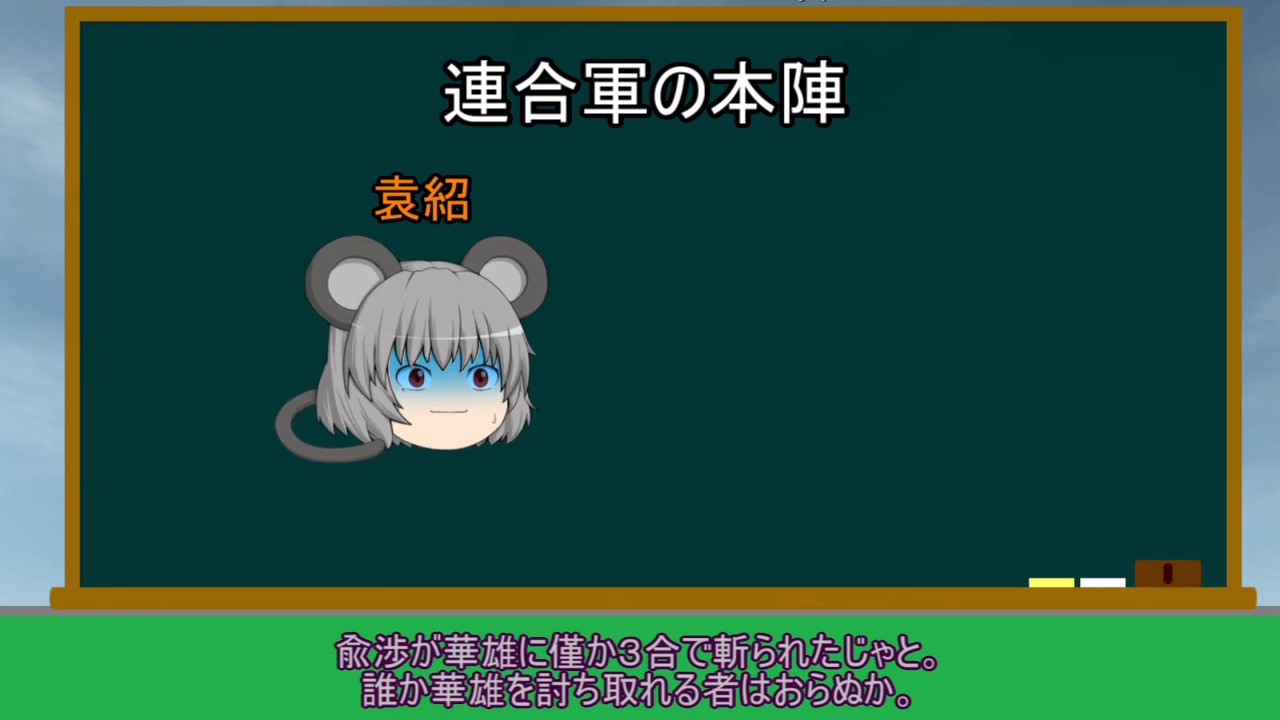 連合軍の本陣
袁紹
兪渉が華雄に僅か３合で斬られたじゃと。
誰か華雄を討ち取れる者はおらぬか。